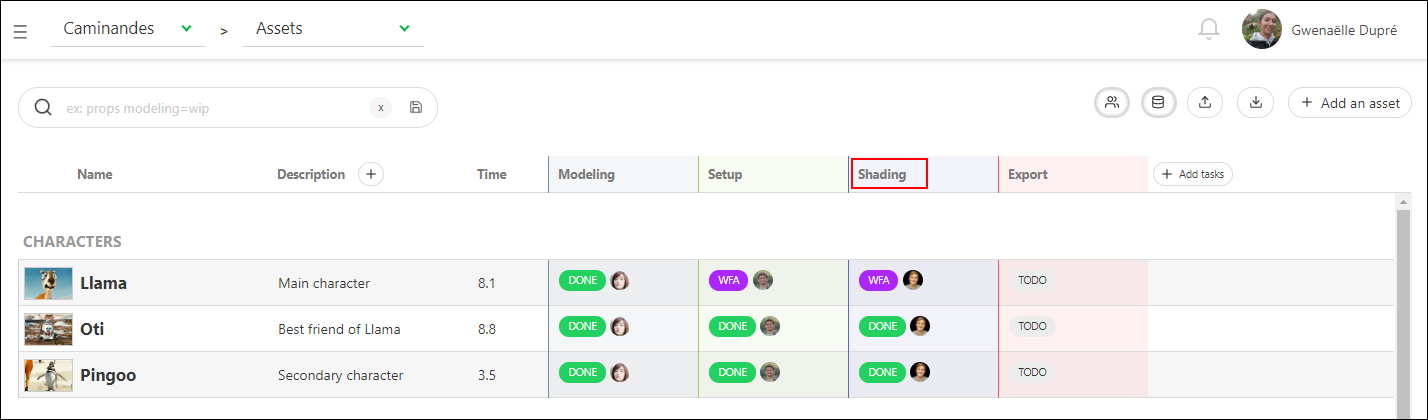 Caminandes > Assets Gwenaëlle Dupré
ex: props modeling=wip x + Add an asset
Name Description + Time Modeling Setup Shading Export + Add tasks
CHARACTERS
Llama Main character 8.1 DONE WFA WFA TODO
Oti Best friend of Llama 8.8 DONE DONE DONE TODO
Pingoo Secondary character 3.5 DONE DONE DONE TODO